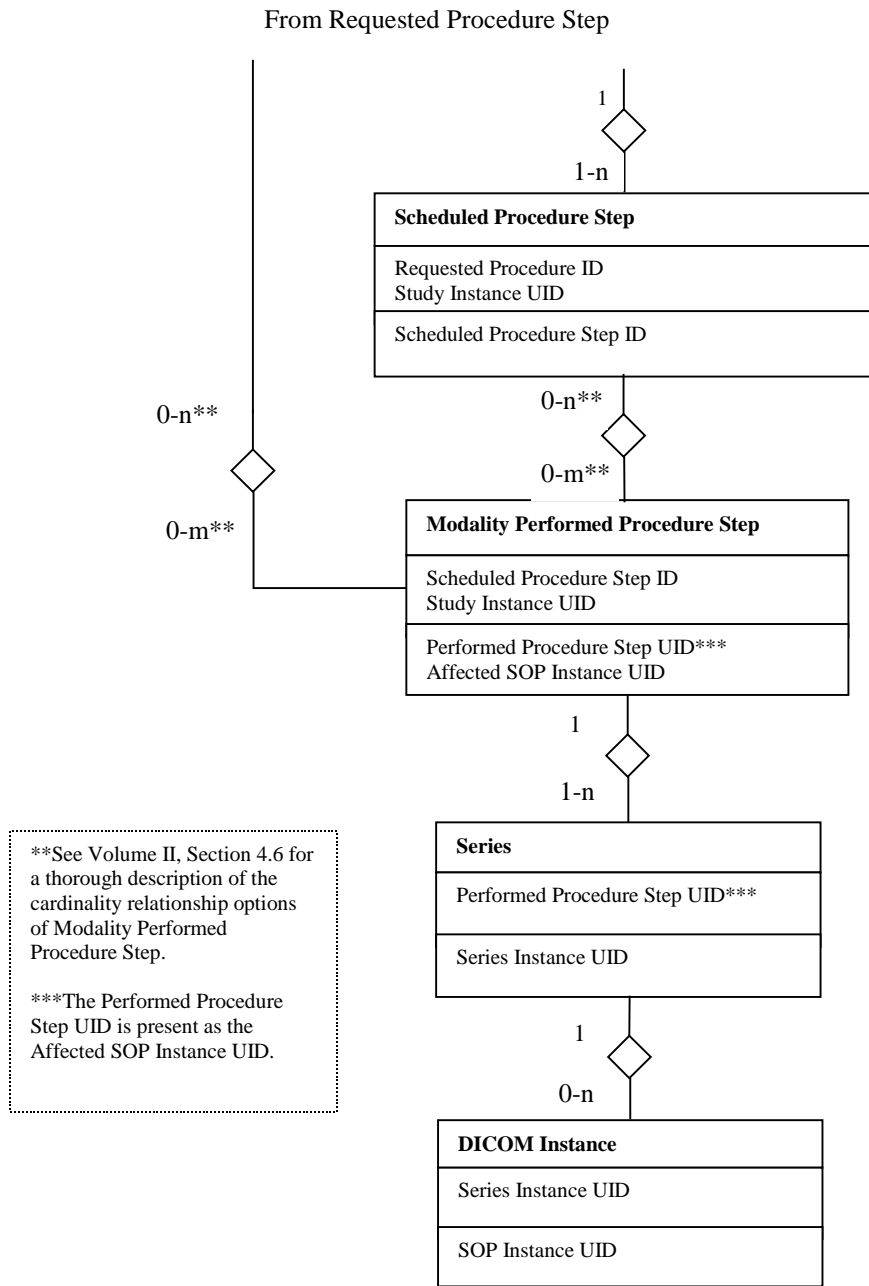 From Requested Procedure Step
1
1-n
Scheduled Procedure Step
Requested Procedure ID
Study Instance UID
Scheduled Procedure Step ID
0-n**
0-n**
0-m**
0-m**
Modality Performed Procedure Step
Scheduled Procedure Step ID
Study Instance UID
Performed Procedure Step UID***
Affected SOP Instance UID
1
1-n
Series
Performed Procedure Step UID***
Series Instance UID
**See Volume II, Section 4.6 for
a thorough description of the
cardinality relationship options
of Modality Performed
Procedure Step.
***The Performed Procedure
Step UID is present as the
Affected SOP Instance UID.
1
0-n
DICOM Instance
Series Instance UID
SOP Instance UID